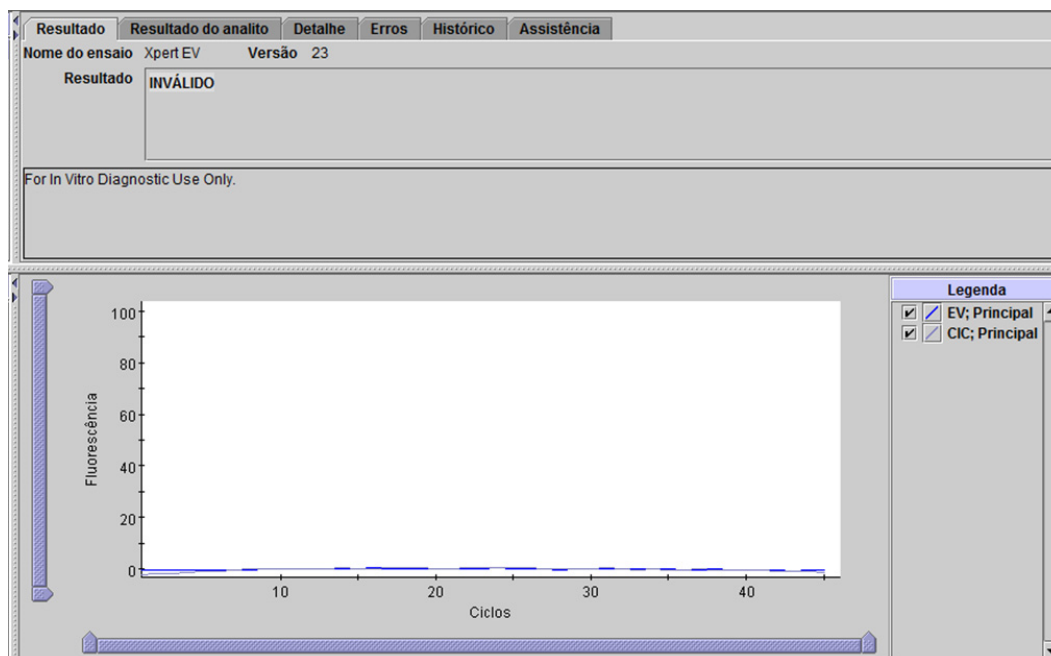 Resultado Resultado do analito Detalhe Erros Histórico Assistência
Nome do ensaio Xpert EV Versão 23
Resultado INVÁLIDO
For In Vitro Diagnostic Use Only.
Legenda
EV; Principal
CIC; Principal
Fluorescência
100
80
60
40
20
0
10 20 30 40
Ciclos